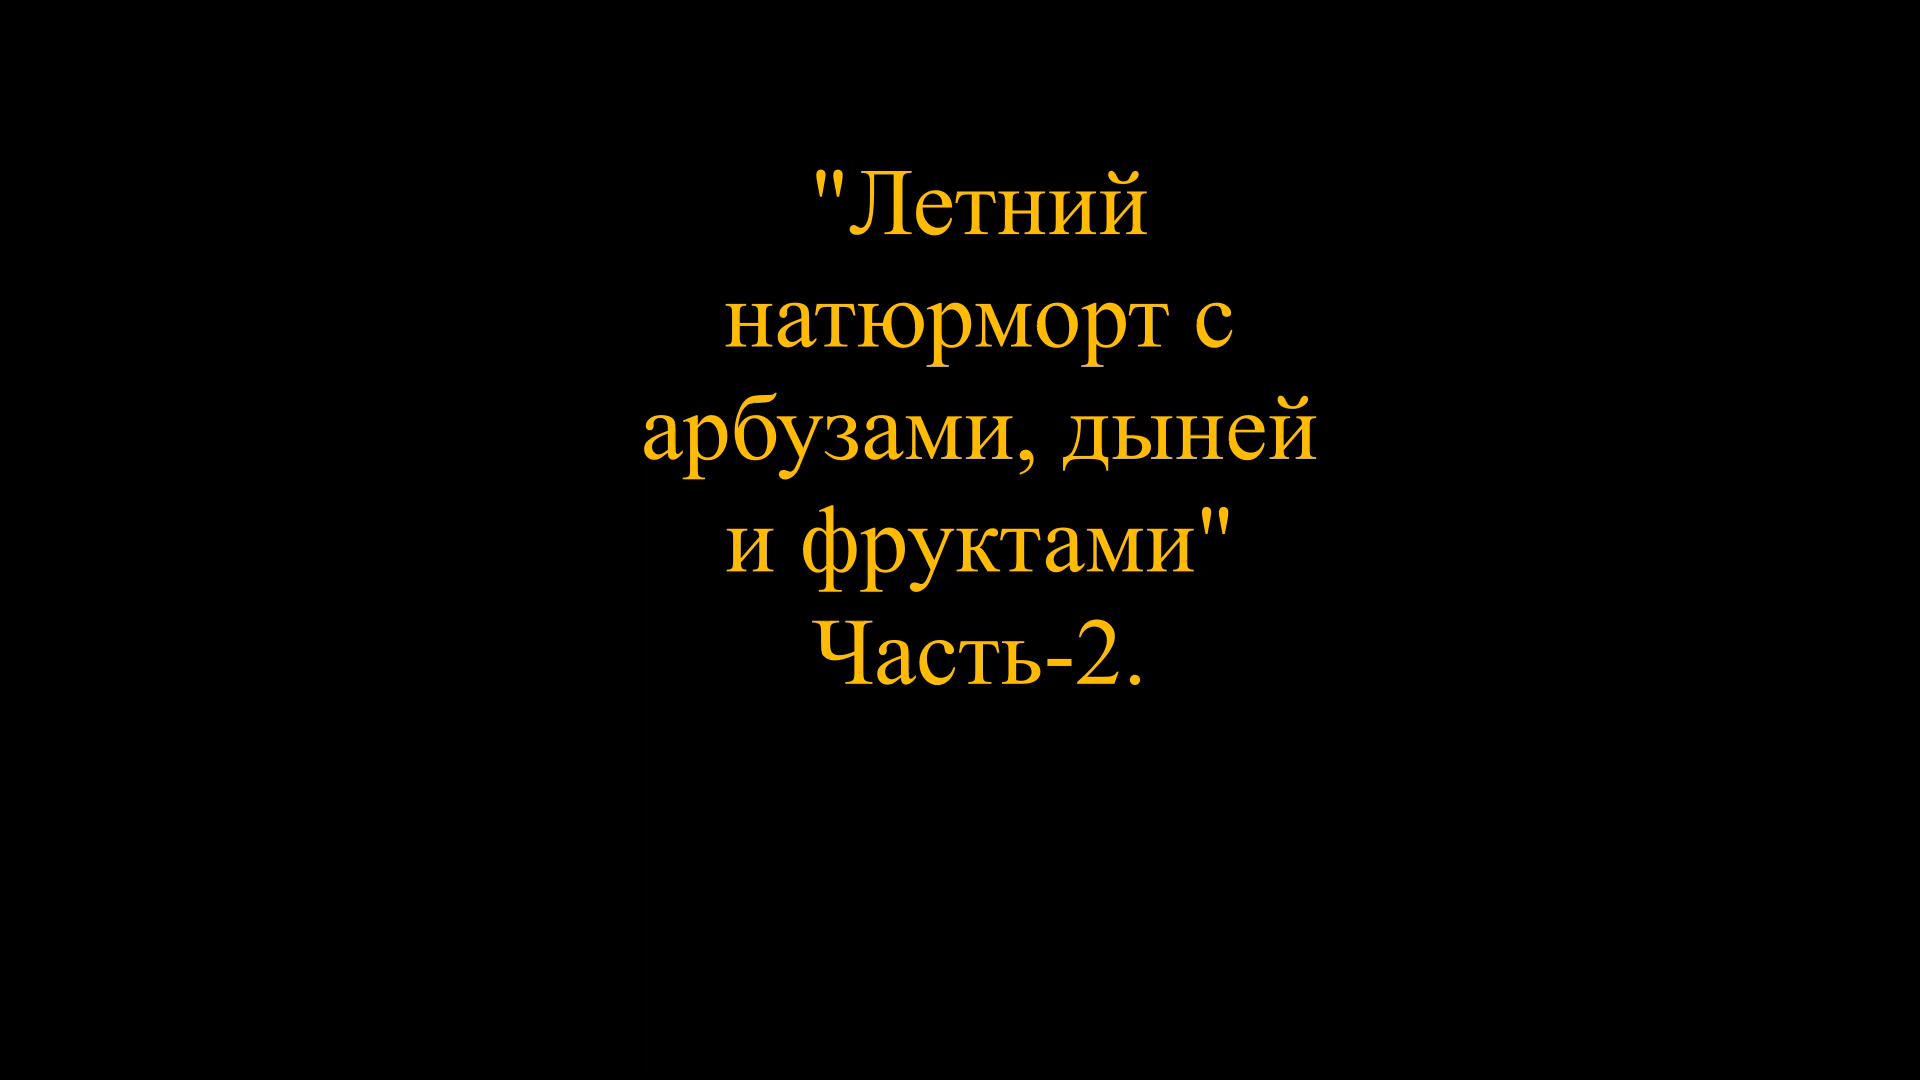 "Летний
натюрморт с
арбузами, дыней
и фруктами"
Часть-2.